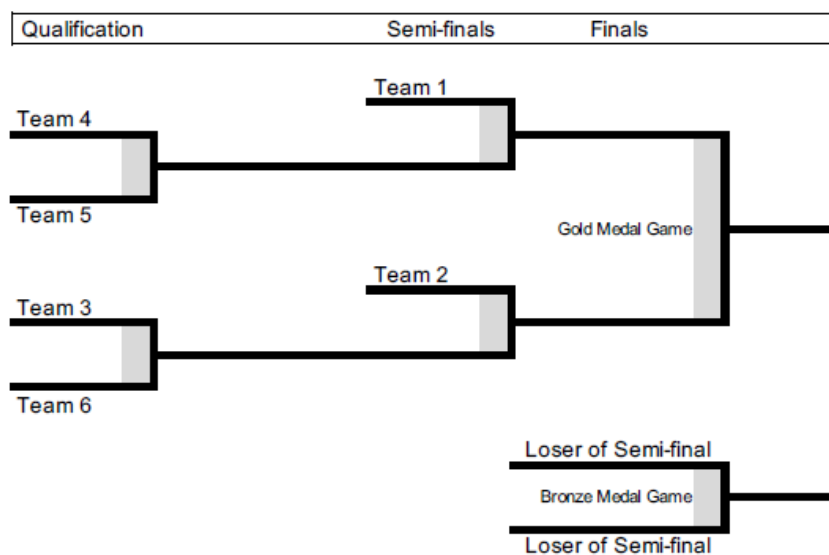 Qualification Semi-finals Finals
Team 1
Team 4
Team 5
Gold Medal Game
Team 2
Team 3
Team 6
Loser of Semi-final
Bronze Medal Game
Loser of Semi-final